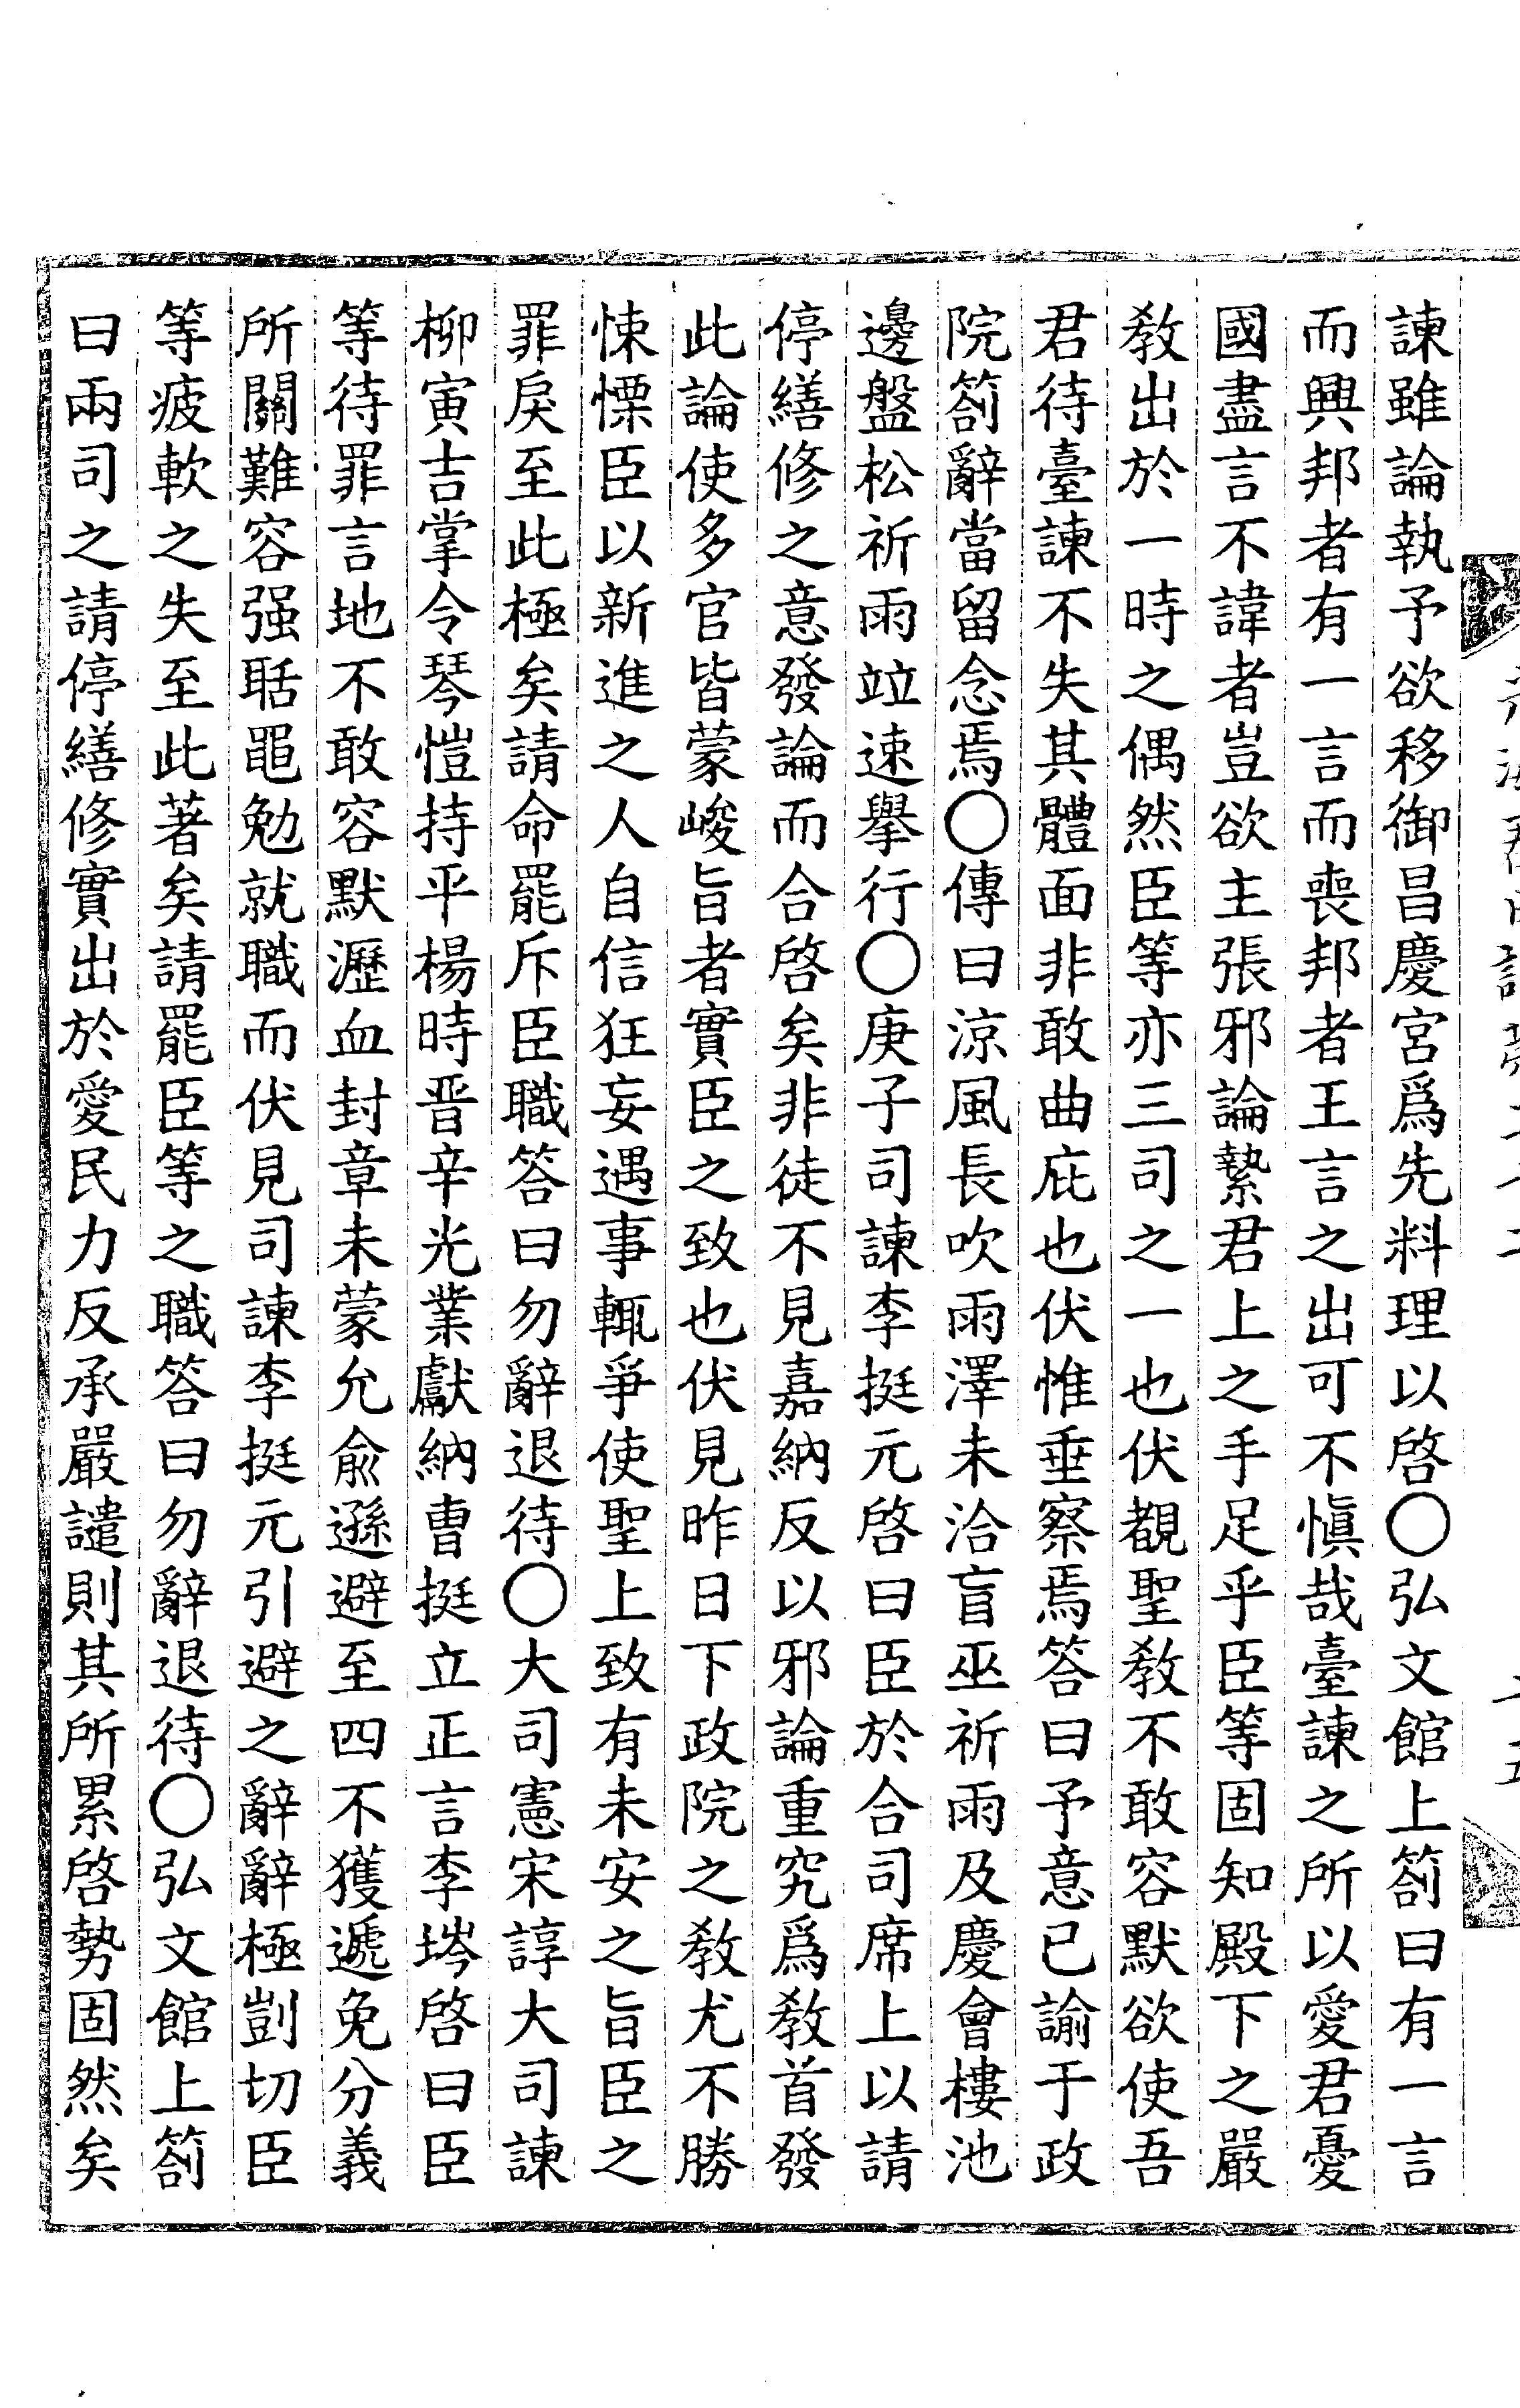 諫雖論執予欲移御昌慶宮爲先料理以啓○弘文館上箚曰有一言
而興邦者有一言而喪邦者王言之出可不愼哉臺諫之所以愛君憂
國盡言不諱者豈欲主張邪論縶君上之手足乎臣等固知殿下之嚴
敎出於一時之偶然臣等亦三司之一也伏覩聖敎不敢容默欲使吾
君待臺諫不失其體面非敢曲庇也伏惟垂察焉答曰予意已諭于政
院箚辭當留念焉○傳曰涼風長吹雨澤未洽盲巫祈雨及慶會樓池
邊盤松祈雨竝速擧行○庚子司諫李挺元啓曰臣於合司席上以請
停繕修之意發論而合啓矣非徒不見嘉納反以邪論重究爲敎首發
此論使多官皆蒙峻旨者實臣之致也伏見昨日下政院之敎尤不勝
悚慄臣以新進之人自信狂妄遇事輒爭使聖上致有未安之旨臣之
罪戾至此極矣請命罷斥臣職答曰勿辭退待○大司憲宋諄大司諫
柳寅吉掌令琴愷持平楊時晋辛光業獻納曺挺立正言李埁啓曰臣
等待罪言地不敢容默瀝血封章未蒙允兪遜避至四不獲遞免分義
所關難容强聒黽勉就職而伏見司諫李挺元引避之辭辭極剴切臣
等疲軟之失至此著矣請罷臣等之職答曰勿辭退待○弘文館上箚
曰兩司之請停繕修實出於愛民力反承嚴譴則其所累啓勢固然矣